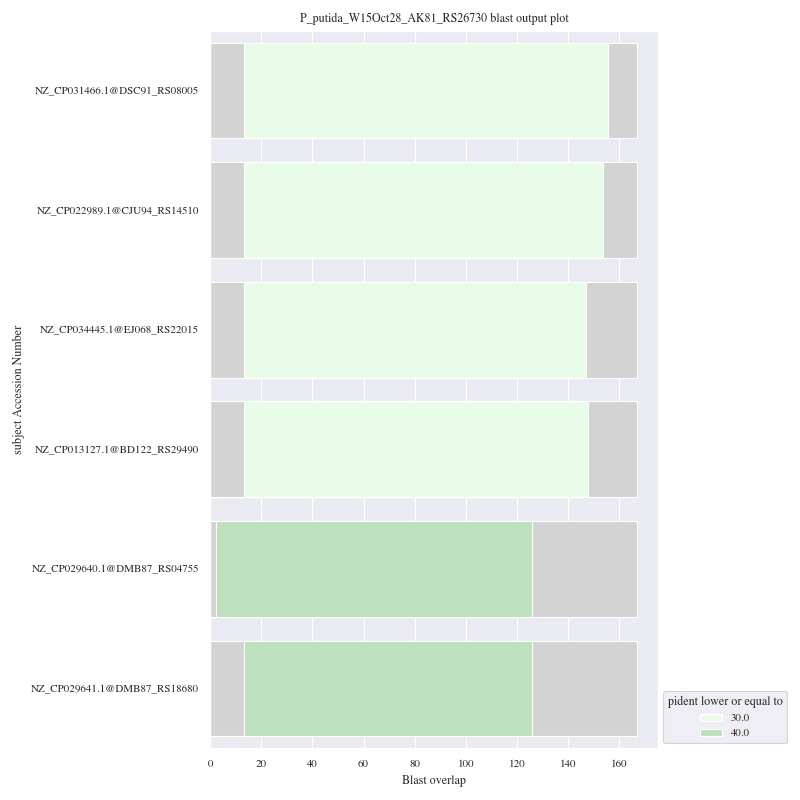 P_putida_W15Oct28_AK81_RS26730 blast output plot
NZ_CP031466.1@DSC91_RS08005
NZ_CP022989.1@CJU94_RS14510
NZ_CP034445.1@EJ068_RS22015
NZ_CP013127.1@BD122_RS29490
NZ_CP029640.1@DMB87_RS04755
NZ_CP029641.1@DMB87_RS18680
subject Accession Number
0 20 40 60 80 100 120 140 160
Blast overlap
pident lower or equal to
30.0
40.0